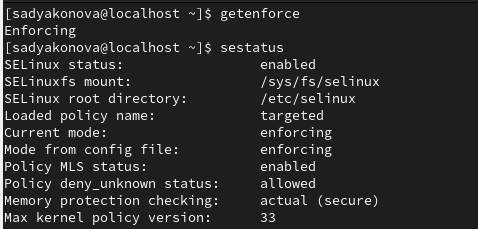 [sadyakonova@localhost ~]$ getenforce
Enforcing
[sadyakonova@localhost ~]$ sestatus
SELinux status:                 enabled
SELinuxfs mount:                /sys/fs/selinux
SELinux root directory:         /etc/selinux
Loaded policy name:             targeted
Current mode:                   enforcing
Mode from config file:          enforcing
Policy MLS status:              enabled
Policy deny_unknown status:     allowed
Memory protection checking:     actual (secure)
Max kernel policy version:      33